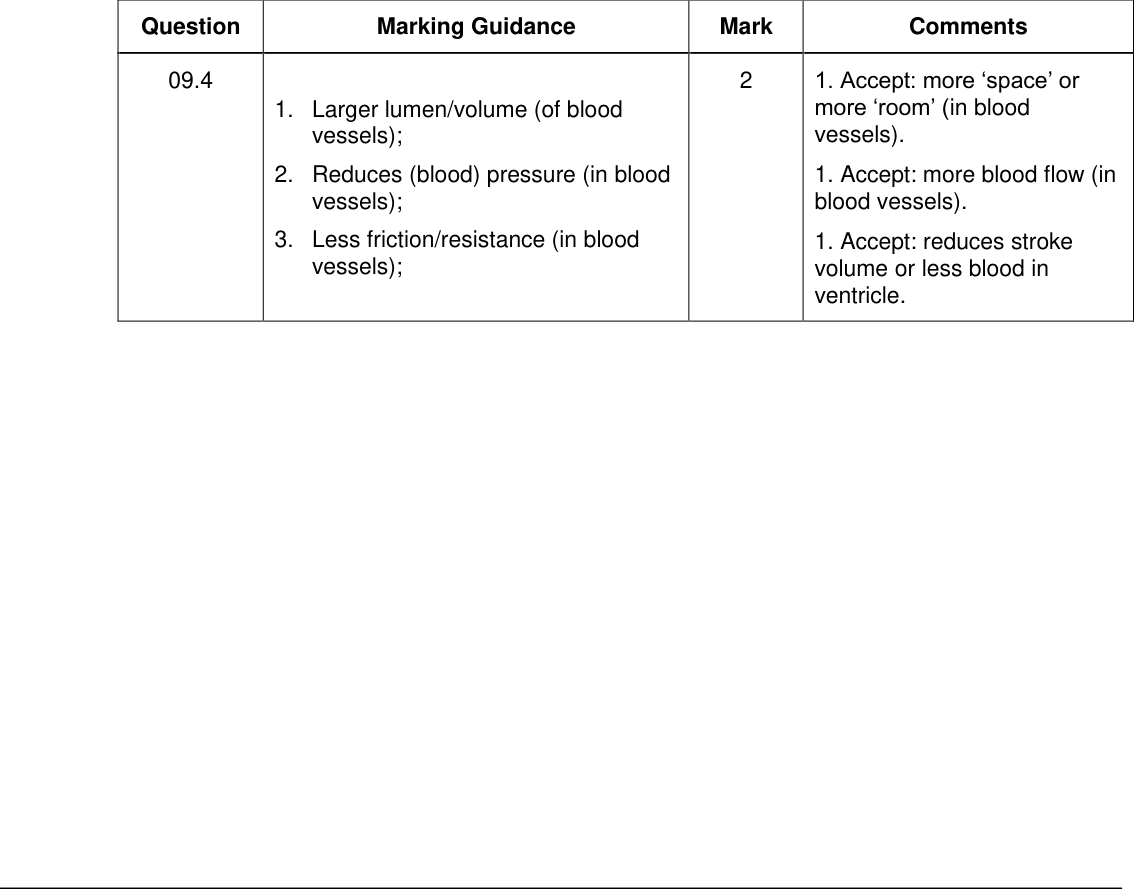 Question Marking Guidance Mark Comments
09.4
1. Larger lumen/volume (of blood
vessels);
2. Reduces (blood) pressure (in blood
vessels);
3. Less friction/resistance (in blood
vessels);
2
1. Accept: more ‘space’ or
more ‘room’ (in blood
vessels).
1. Accept: more blood flow (in
blood vessels).
1. Accept: reduces stroke
volume or less blood in
ventricle.